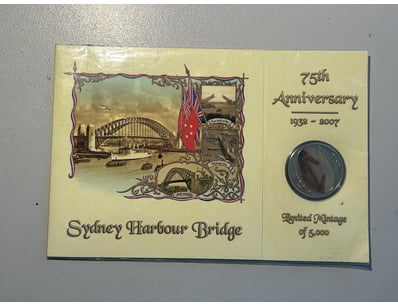 75th
Anniversary
1932 - 2007
Sydney Harbour Bridge
Limited Mintage
of 5,000